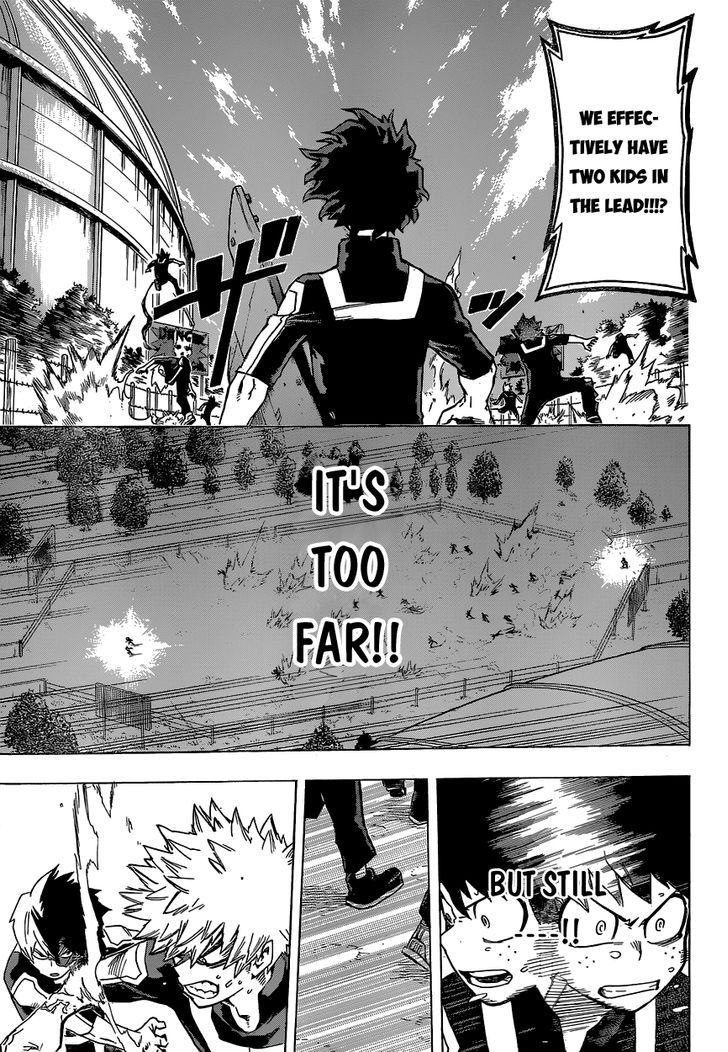 WE EFFEC-
TIVELY HAVE
TWO KIDS IN
THE LEAD!!!!?
IT'S
TOO
FAR!!
BUT STILL
----!!